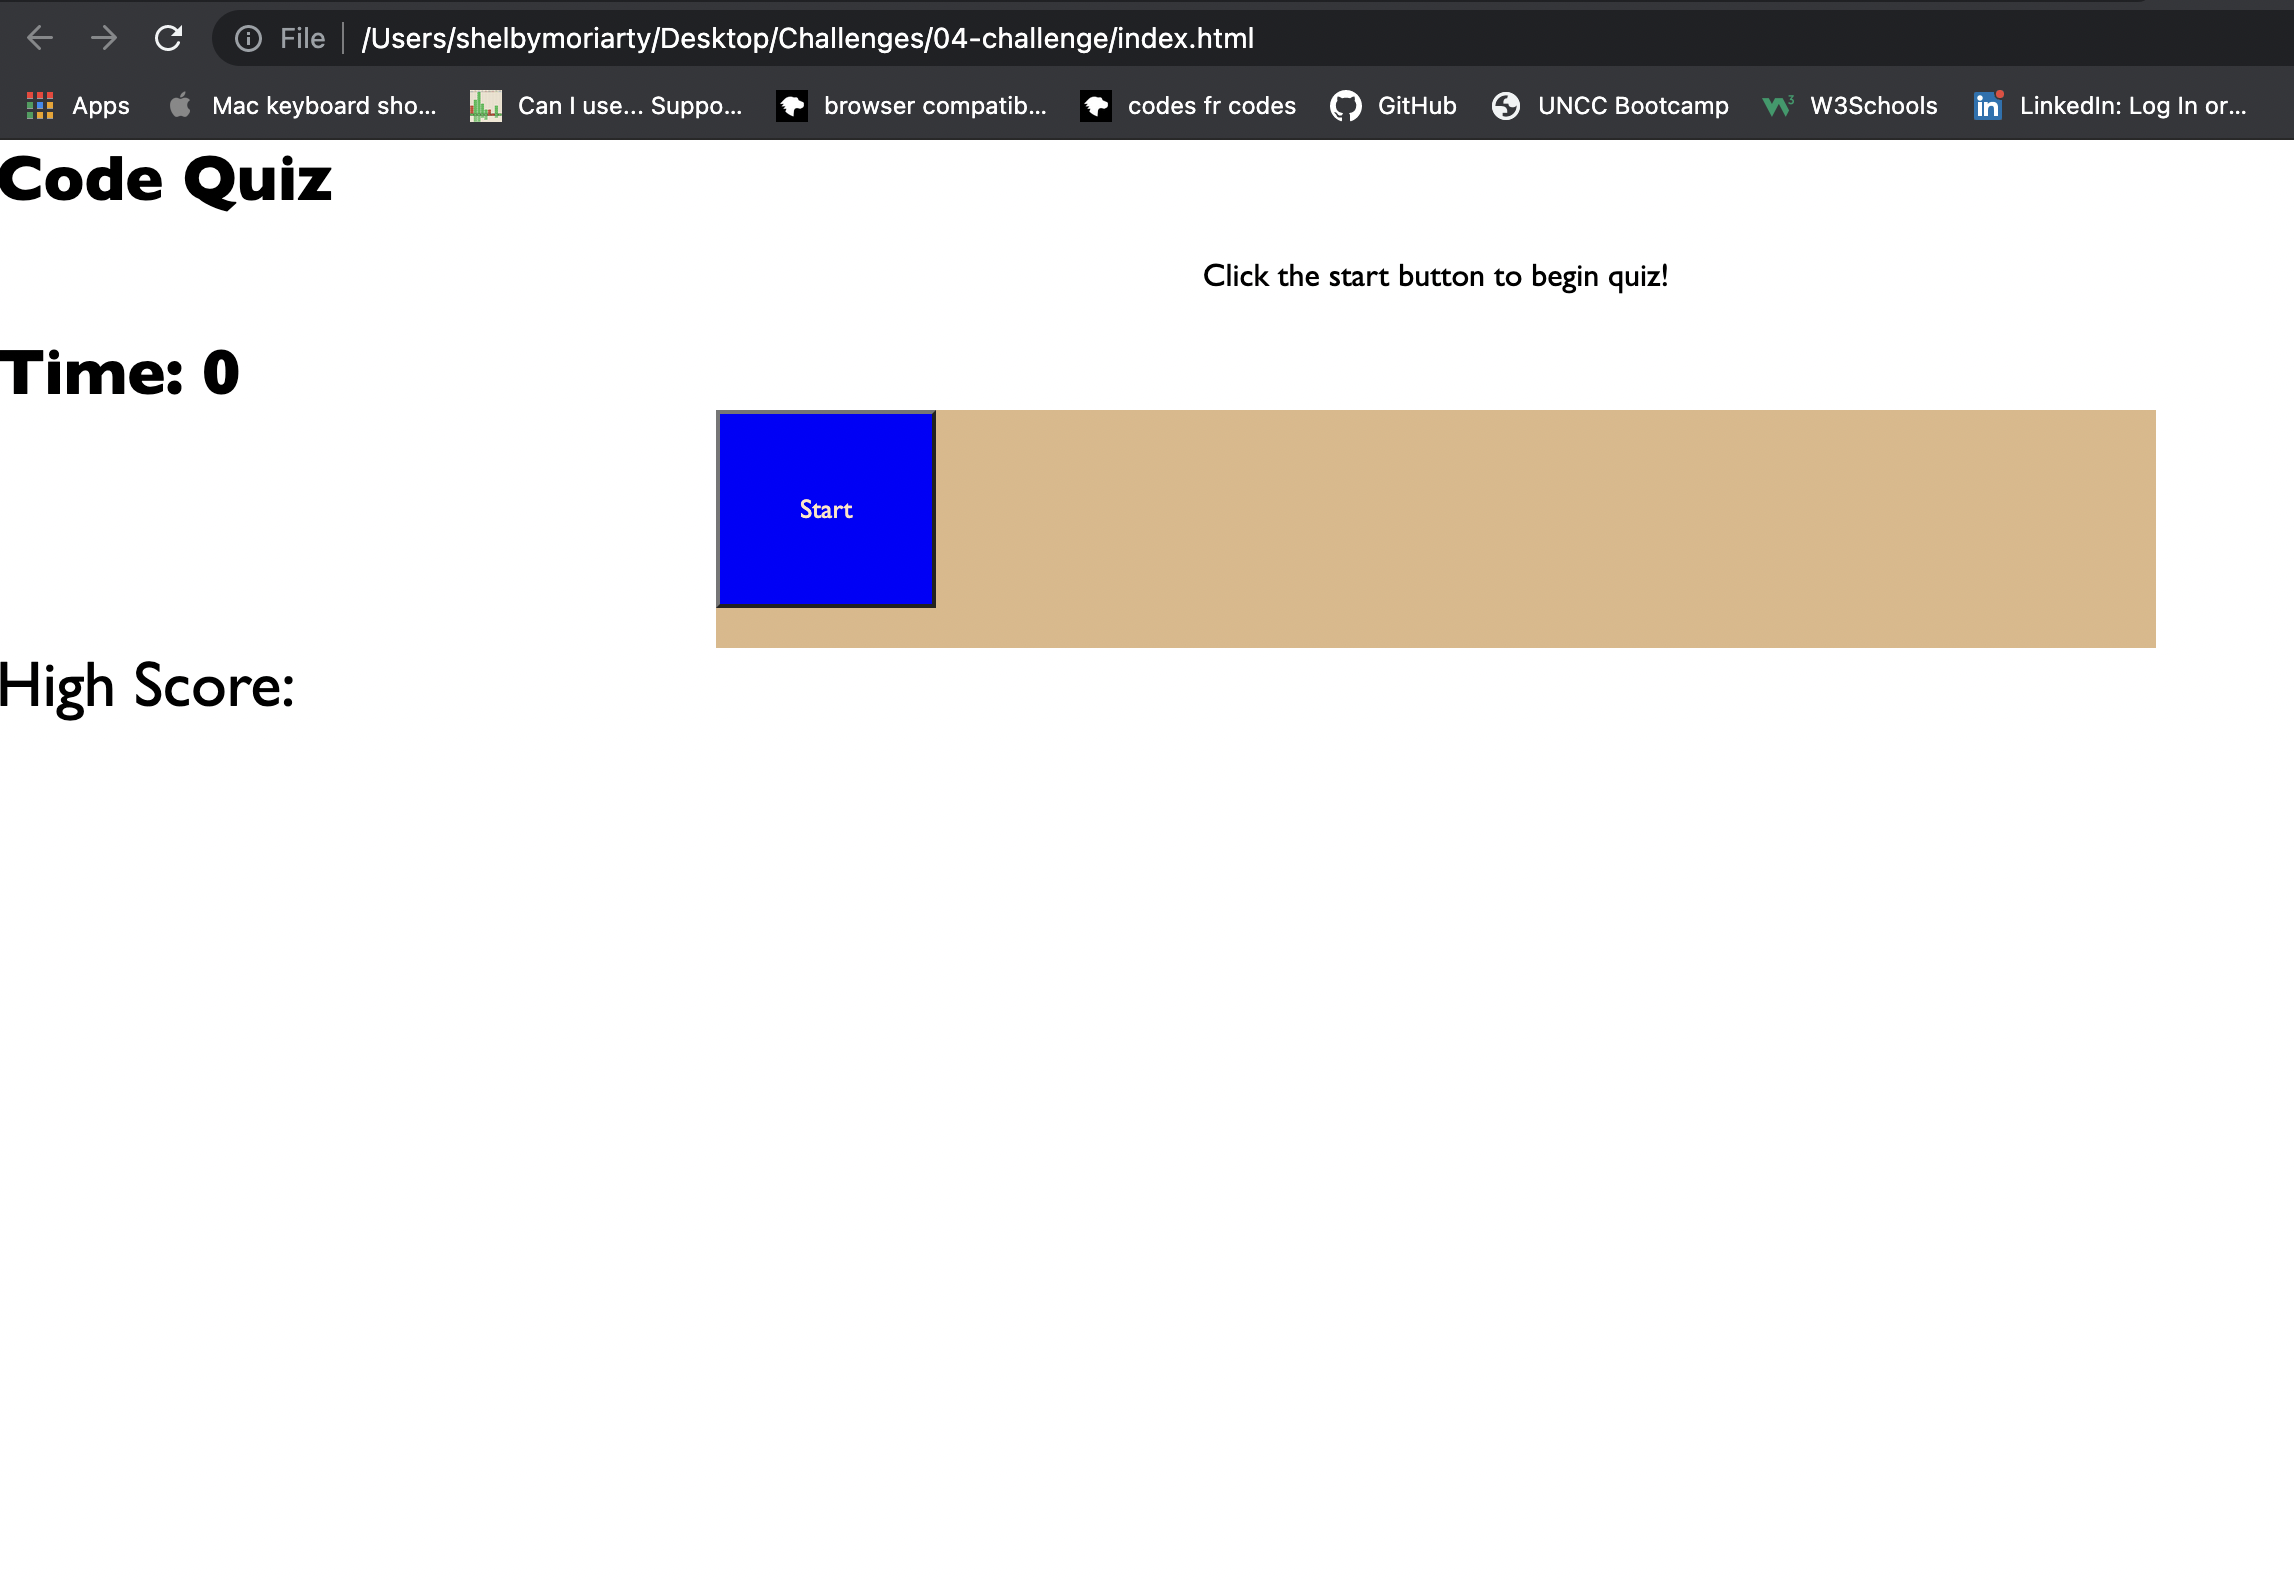 File /Users/shelbymoriarty/Desktop/Challenges/04-challenge/index.html
Apps Mac keyboard sho... Can I use... Suppo... browser compatib... codes fr codes GitHub UNCC Bootcamp W3Schools LinkedIn: Log In or...
Code Quiz
Click the start button to begin quiz!
Time: 0
Start
High Score: